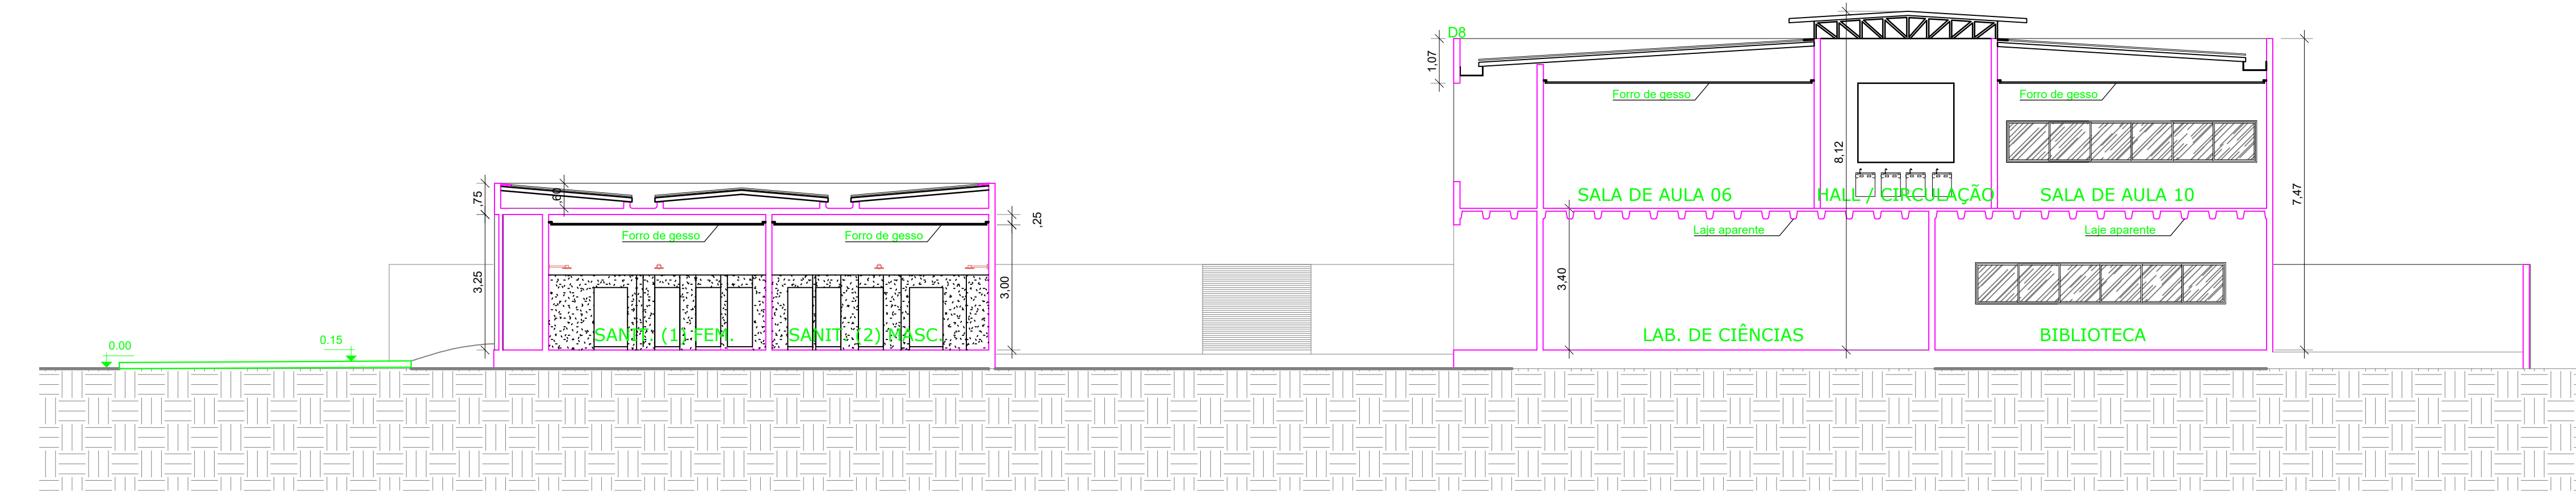 D8
1,07
Forro de gesso
Forro de gesso
8,12
,75
,60
SALA DE AULA 06
HALL / CIRCULAÇÃO
SALA DE AULA 10
7,47
,25
Forro de gesso
Forro de gesso
Laje aparente
Laje aparente
3,25
3,00
3,40
SANIT. (1) FEM.
SANIT. (2) MASC.
LAB. DE CIÊNCIAS
BIBLIOTECA
0.00
0.15